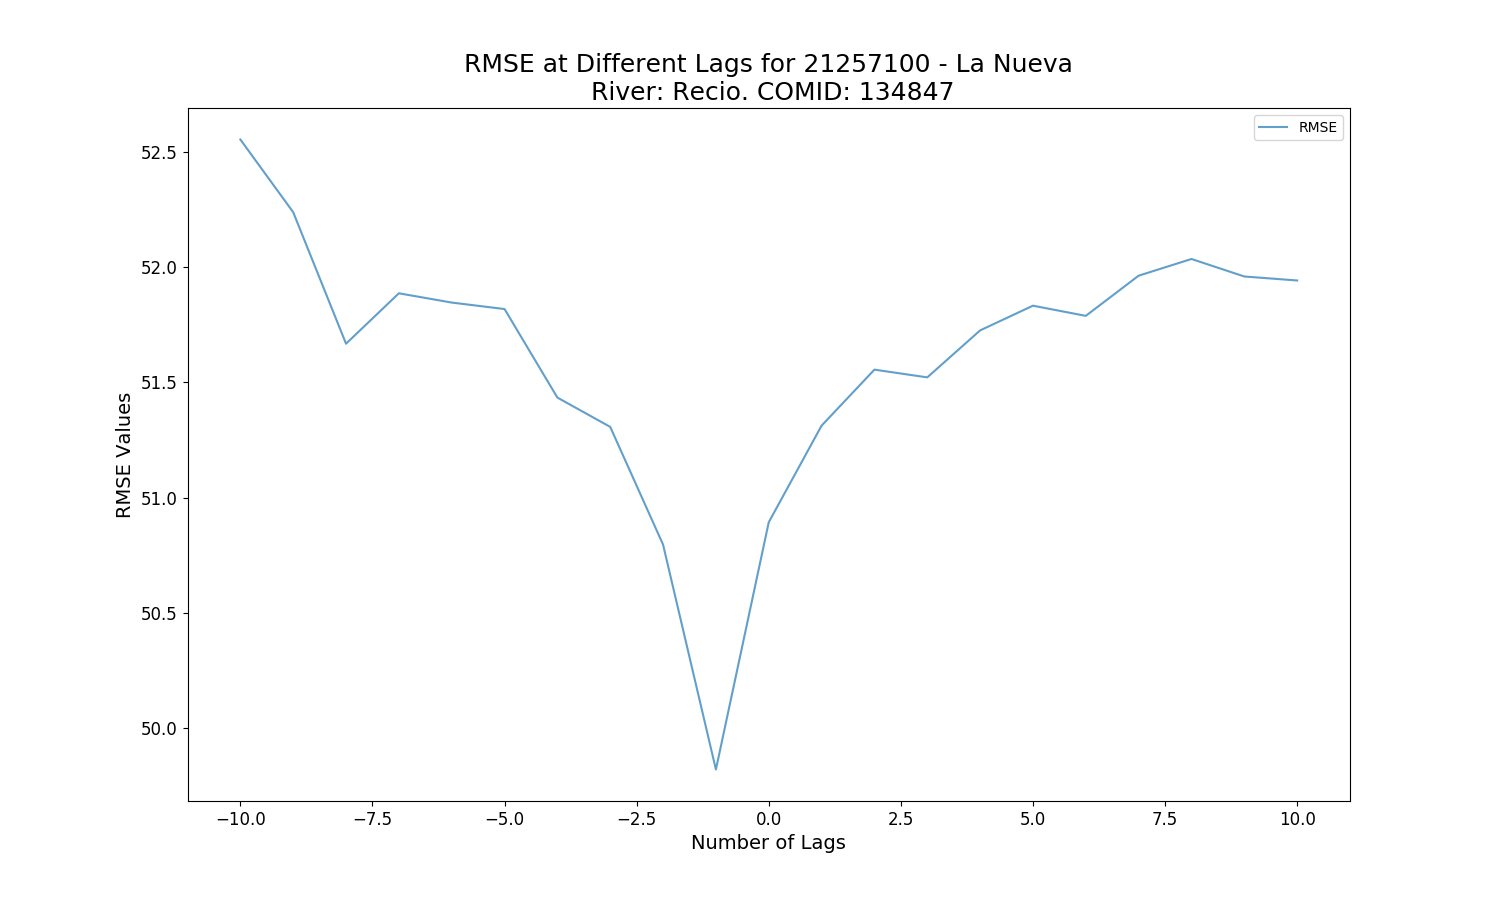 RMSE at Different Lags for 21257100 - La Nueva
River: Recio. COMID: 134847
RMSE
52.5
52.0
51.5
51.0
50.5
50.0
RMSE Values
−10.0 −7.5 −5.0 −2.5 0.0 2.5 5.0 7.5 10.0
Number of Lags